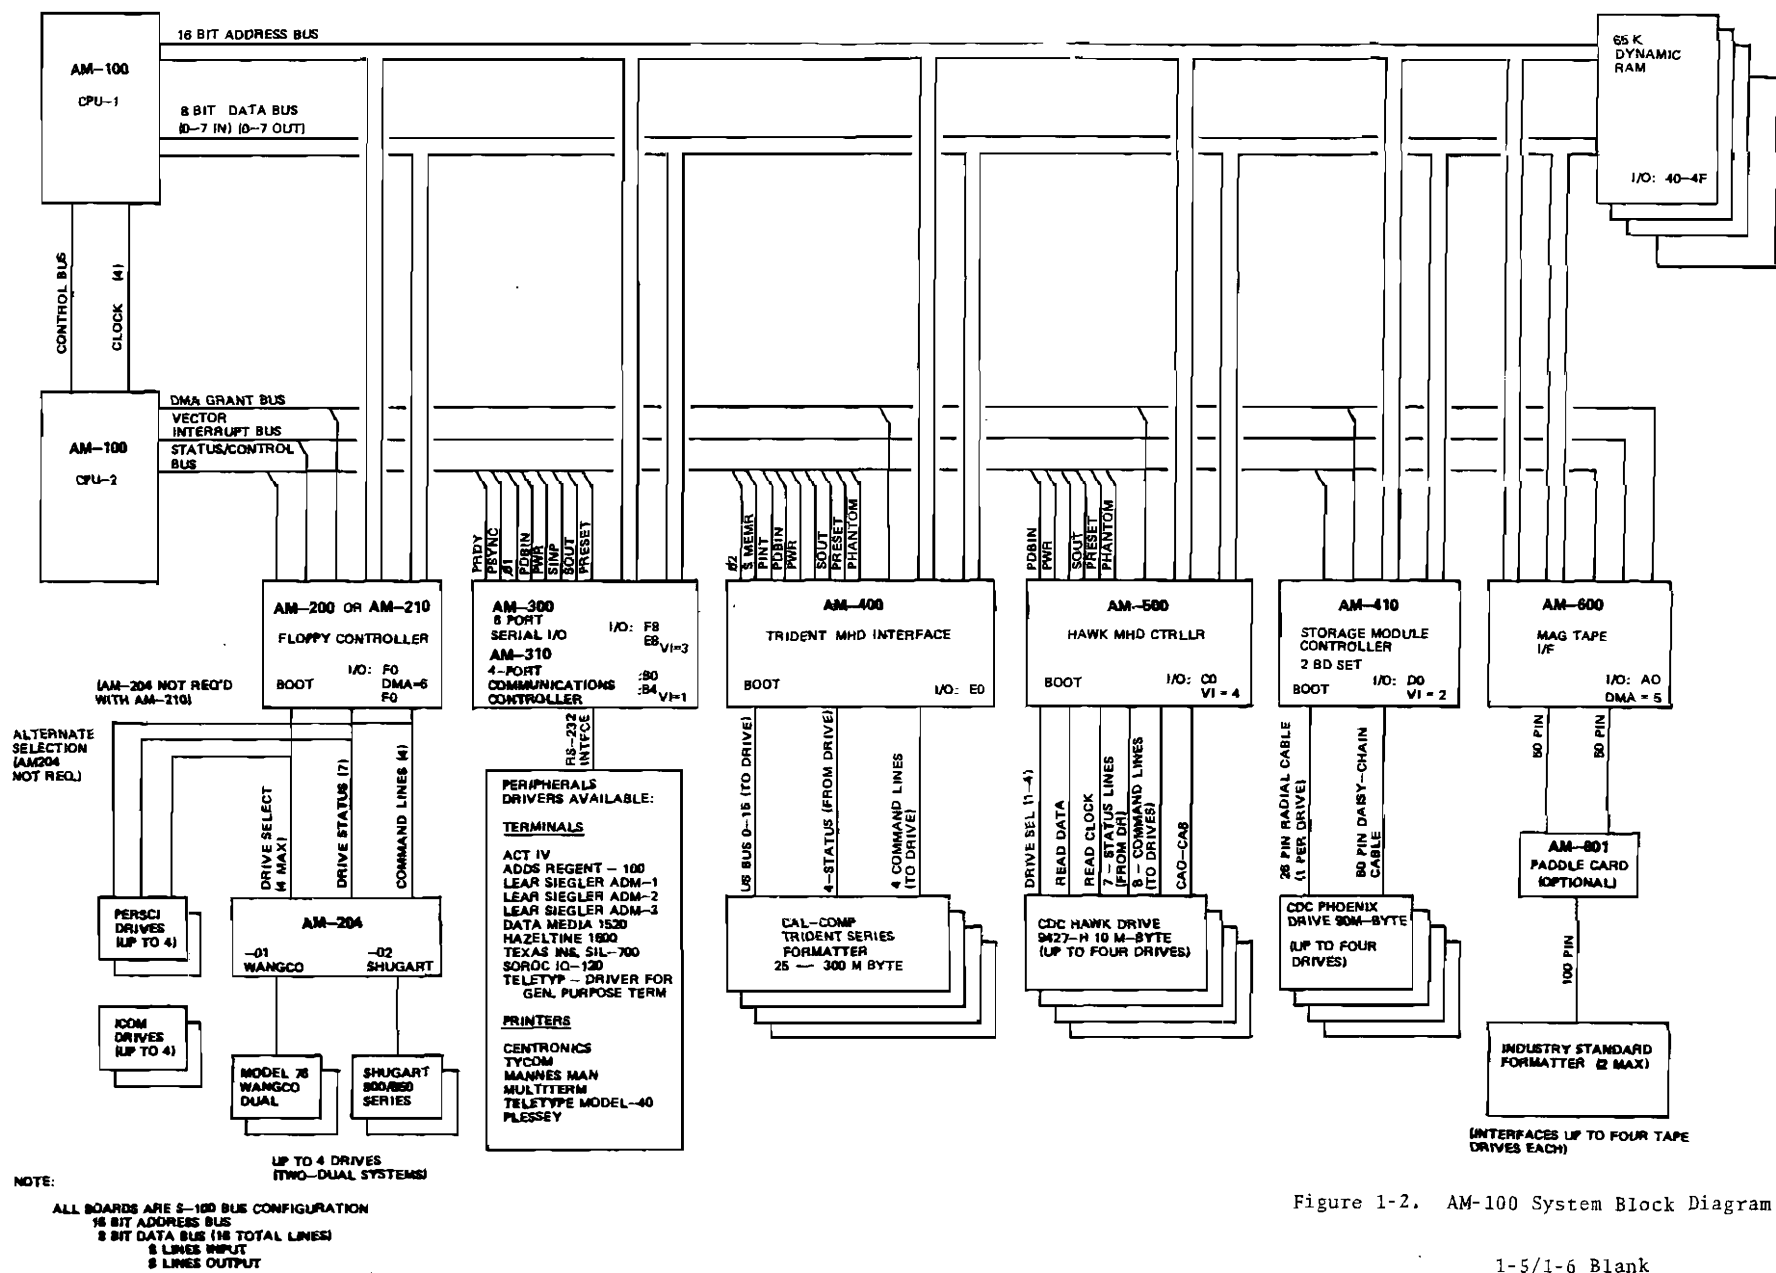 16 BIT ADDRESS BUS
AM-100
CPU-1
8 BIT DATA BUS
(0-7 IN) (0-7 OUT)
65 K
DYNAMIC
RAM
I/O: 40-4F
CONTROL BUS
CLOCK (4)
AM-100
CPU-2
DMA GRANT BUS
VECTOR
INTERRUPT BUS
STATUS/CONTROL
BUS
PRDY
PSYNC
Ø1
PDBIN
PWR
SINP
SOUT
PRESET
Ø2
S MEMR
PINT
PDBIN
PWR
SOUT
PRESET
PHANTOM
PDBIN
PWR
SOUT
PRESET
PHANTOM
AM-200 OR AM-210
FLOPPY CONTROLLER
I/O: F0
BOOT
DMA=6
F0
AM-300
6 PORT
SERIAL I/O
I/O: F8
E8
VI=3
AM-310
4-PORT
COMMUNICATIONS
CONTROLLER
:B0
:B4
VI=1
AM-400
TRIDENT MHD INTERFACE
BOOT
I/O: E0
AM-500
HAWK MHD CTRLLR
BOOT
I/O: C0
VI = 4
AM-410
STORAGE MODULE
CONTROLLER
2 BD SET
BOOT
I/O: D0
VI = 2
AM-600
MAG TAPE
I/F
I/O: A0
DMA = 5
(AM-204 NOT REQ'D
WITH AM-210)
ALTERNATE
SELECTION
(AM204
NOT REQ.)
DRIVE SELECT
(4 MAX)
DRIVE STATUS (7)
COMMAND LINES (4)
RS-232
INTFCE
US BUS 0-15 (TO DRIVE)
4-STATUS (FROM DRIVE)
4 COMMAND LINES
(TO DRIVE)
DRIVE SEL (1-4)
READ DATA
READ CLOCK
7 - STATUS LINES
(FROM DR)
8 - COMMAND LINES
(TO DRIVES)
CA0-CA8
26 PIN RADIAL CABLE
(1 PER DRIVE)
60 PIN DAISY-CHAIN
CABLE
50 PIN
50 PIN
PERSCI
DRIVES
(UP TO 4)
ICOM
DRIVES
(UP TO 4)
AM-204
-01
WANGCO
-02
SHUGART
MODEL 76
WANGCO
DUAL
SHUGART
800/850
SERIES
UP TO 4 DRIVES
(TWO-DUAL SYSTEMS)
PERIPHERALS
DRIVERS AVAILABLE:
TERMINALS
ACT IV
ADDS REGENT - 100
LEAR SIEGLER ADM-1
LEAR SIEGLER ADM-2
LEAR SIEGLER ADM-3
DATA MEDIA 1520
HAZELTINE 1500
TEXAS INS. SIL-700
SOROC IQ-120
TELETYP - DRIVER FOR
GEN. PURPOSE TERM
PRINTERS
CENTRONICS
TYCOM
MANNES MAN
MULTITERM
TELETYPE MODEL-40
PLESSEY
CAL-COMP
TRIDENT SERIES
FORMATTER
25 — 300 M BYTE
CDC HAWK DRIVE
9427-H 10 M-BYTE
(UP TO FOUR DRIVES)
CDC PHOENIX
DRIVE 90M-BYTE
(UP TO FOUR
DRIVES)
AM-601
PADDLE CARD
(OPTIONAL)
100 PIN
INDUSTRY STANDARD
FORMATTER (2 MAX)
(INTERFACES UP TO FOUR TAPE
DRIVES EACH)
NOTE:
ALL BOARDS ARE S-100 BUS CONFIGURATION
16 BIT ADDRESS BUS
8 BIT DATA BUS (16 TOTAL LINES)
8 LINES INPUT
8 LINES OUTPUT
Figure 1-2. AM-100 System Block Diagram
1-5/1-6 Blank